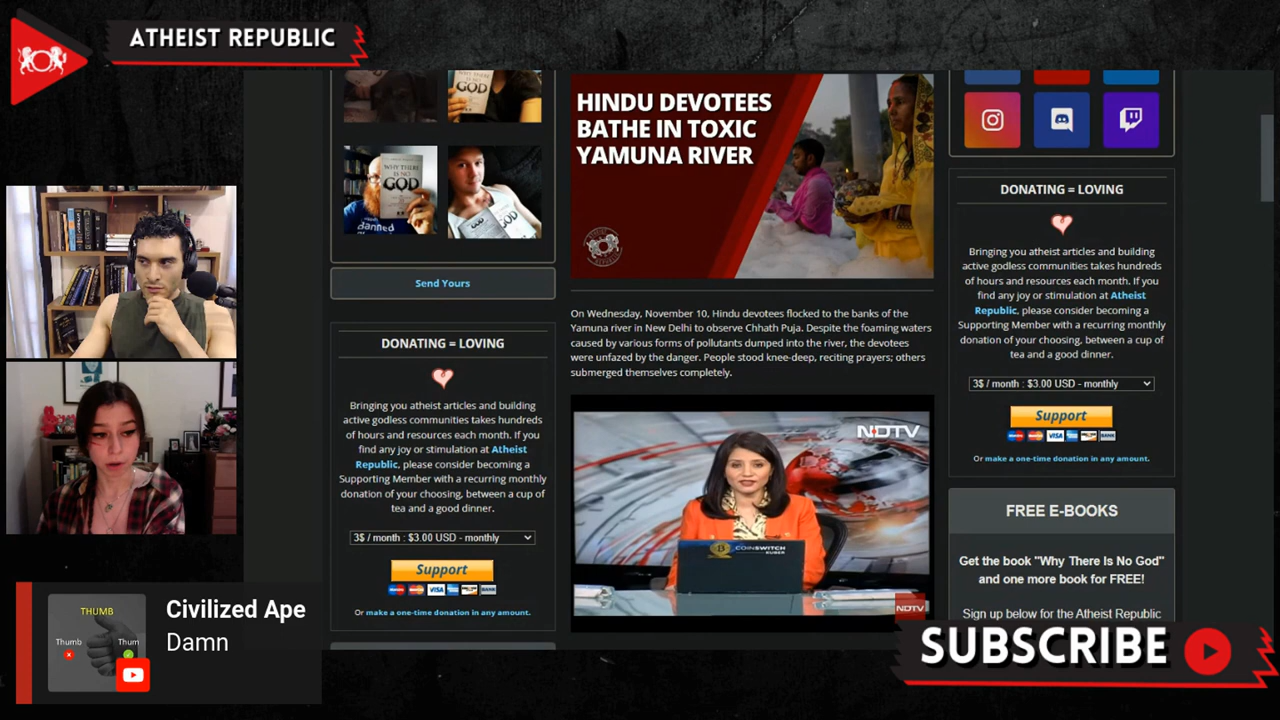 ATHEIST REPUBLIC
GOD
WHY THERE
IS NO
GOD
Banned
GOD
Send Yours
DONATING = LOVING
Bringing you atheist articles and building
active godless communities takes hundreds
of hours and resources each month. If you
find any joy or stimulation at Atheist
Republic, please consider becoming a
Supporting Member with a recurring monthly
donation of your choosing, between a cup of
tea and a good dinner.
3$ / month : $3.00 USD - monthly
Support
VISA
BANK
Or make a one-time donation in any amount.
HINDU DEVOTEES
BATHE IN TOXIC
YAMUNA RIVER
On Wednesday, November 10, Hindu devotees flocked to the banks of the
Yamuna river in New Delhi to observe Chhath Puja. Despite the foaming waters
caused by various forms of pollutants dumped into the river, the devotees
were unfazed by the danger. People stood knee-deep, reciting prayers; others
submerged themselves completely.
NDTV
COINSWITCH
KUBER
NDTV
DONATING = LOVING
Bringing you atheist articles and building
active godless communities takes hundreds
of hours and resources each month. If you
find any joy or stimulation at Atheist
Republic, please consider becoming a
Supporting Member with a recurring monthly
donation of your choosing, between a cup of
tea and a good dinner.
3$ / month : $3.00 USD - monthly
Support
VISA
BANK
Or make a one-time donation in any amount.
FREE E-BOOKS
Get the book "Why There Is No God"
and one more book for FREE!
Sign up below for the Atheist Republic
THUMB
Thumb
Thum
Civilized Ape
Damn
SUBSCRIBE